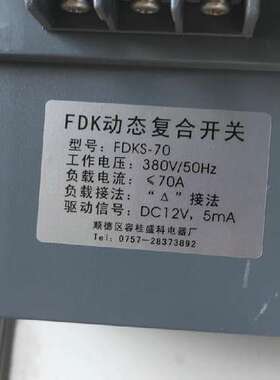 FDK动态复合开关
型号: FDKS-70
工作电压: 380V/50Hz
负载电流: ≤70A
负载接法: “Δ”接法
驱动信号: DC12V, 5mA
顺德区容桂盛科电器厂
Tel: 0757-28373892